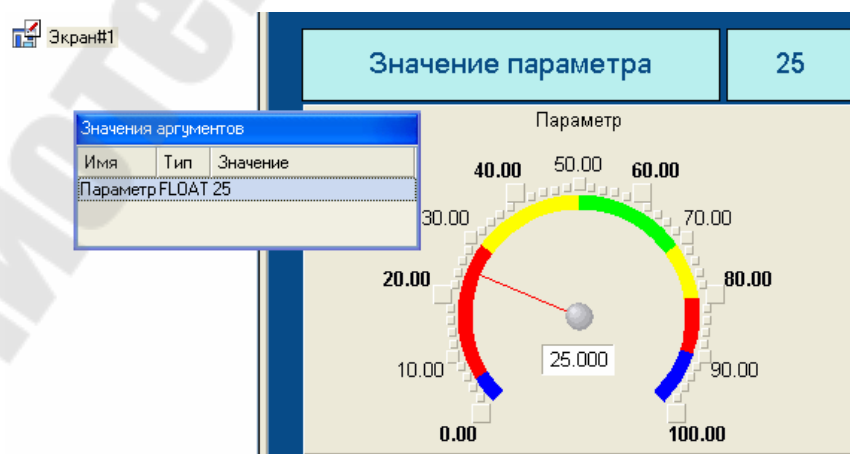 Экран#1
Значение параметра 25
Значения аргументов
Имя Тип Значение
Параметр FLOAT 25
Параметр
50.00
40.00 60.00
30.00 70.00
20.00 80.00
25.000
10.00 90.00
0.00 100.00